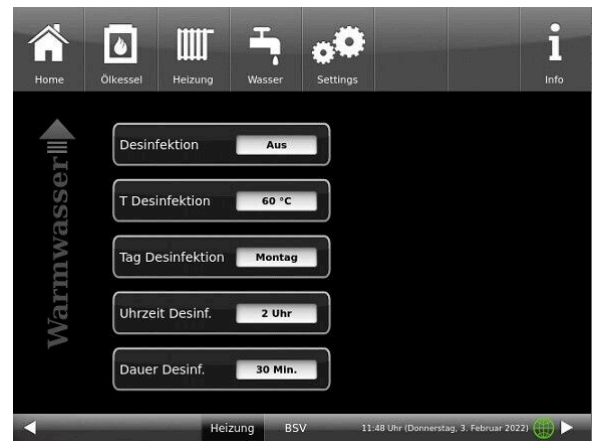 Home Ölkessel Heizung Wasser Settings Info
Warmwasser
Desinfektion Aus
T Desinfektion 60 °C
Tag Desinfektion Montag
Uhrzeit Desinf. 2 Uhr
Dauer Desinf. 30 Min.
Heizung BSV 11:48 Uhr (Donnerstag, 3. Februar 2022)